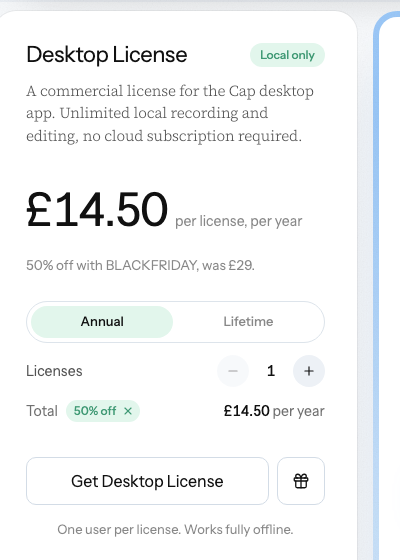 Desktop License
Local only
A commercial license for the Cap desktop
app. Unlimited local recording and
editing, no cloud subscription required.
£14.50 per license, per year
50% off with BLACKFRIDAY, was £29.
Annual
Lifetime
Licenses
− 1 +
Total 50% off × £14.50 per year
Get Desktop License
One user per license. Works fully offline.